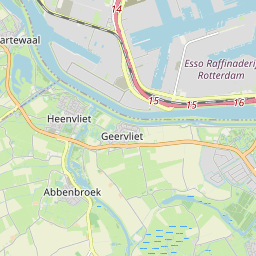 14
artewaal
Esso Raffinaderij
Rotterdam
15
15
16
Heenvliet
Geervliet
Abbenbroek